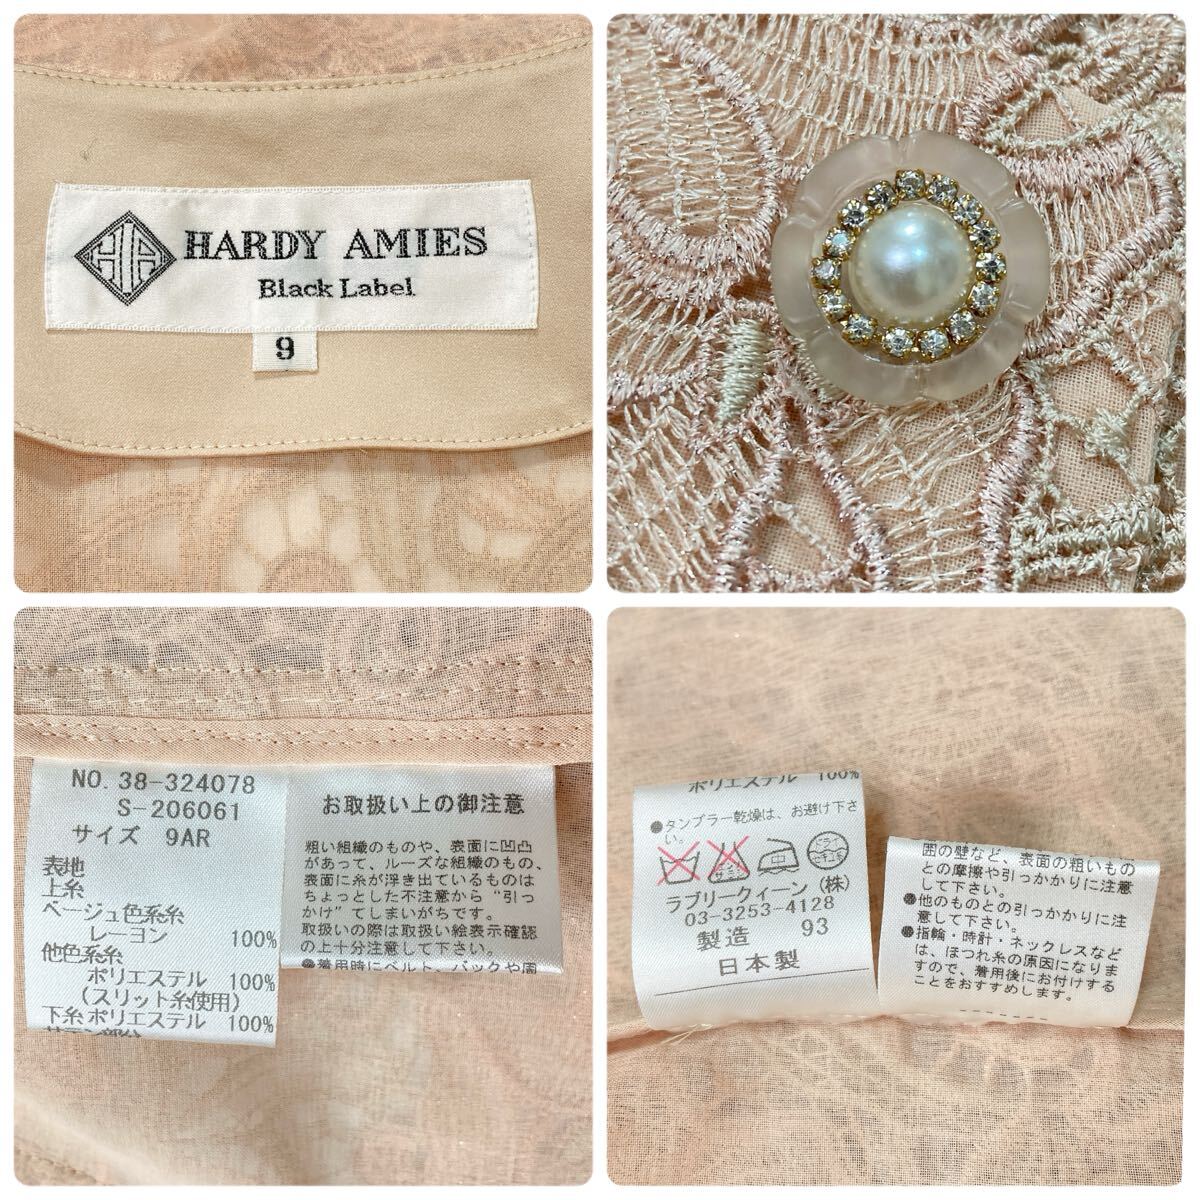 HARDY AMIES
Black Label
9
NO. 38-324078
S-206061
サイズ 9AR
表地
上糸
ベージュ色系糸
レーヨン 100%
他色系糸
ポリエステル 100%
(スリット糸使用)
下糸 ポリエステル 100%
お取扱い上の御注意
粗い組織のものや、表面に凹凸
があって、ルーズな組織のもの、
表面に糸が浮き出ているものは
ちょっとした不注意から“引っ
かけ”てしまいがちです。
取扱いの際は取扱い絵表示確認
の上十分注意して下さい。
●着用時にベルト、バックや周
ポリエステル 100%
●タンブラー乾燥は、お避け下さ
い。
ラブリークィーン(株)
03-3253-4128
製造 93
日本製
囲の壁など、表面の粗いもの
との摩擦や引っかかりに注意
して下さい。
●他のものとの引っかかりに注
意して下さい。
●指輪・時計・ネックレスなど
は、ほつれ糸の原因になりま
すので、着用後にお付けする
ことをおすすめします。